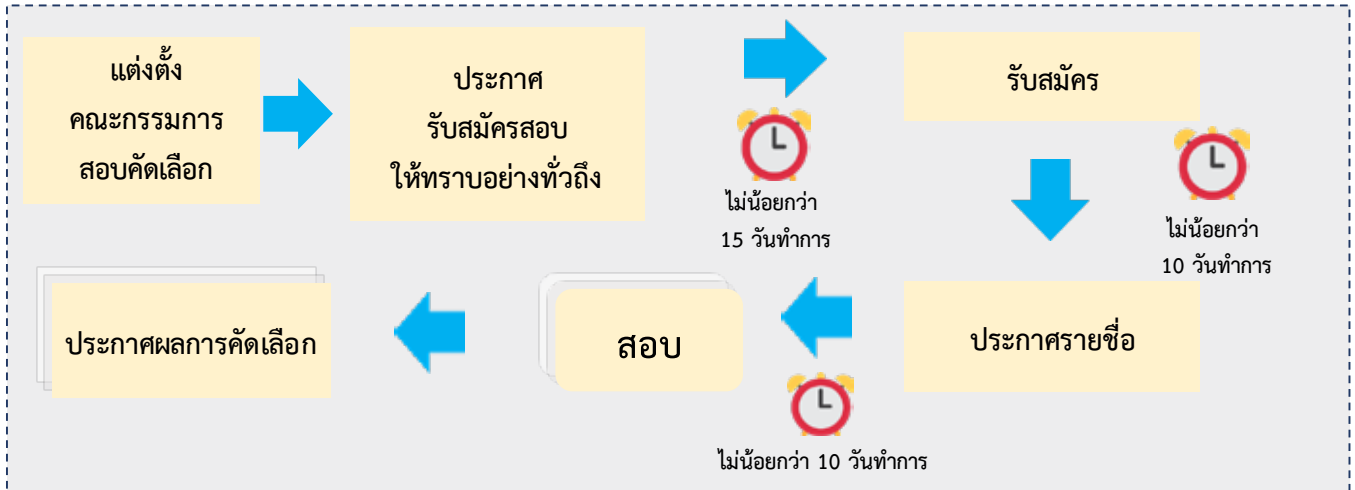 แต่งตั้ง
คณะกรรมการ
สอบคัดเลือก
ประกาศ
รับสมัครสอบ
ให้ทราบอย่างทั่วถึง
ไม่น้อยกว่า
15 วันทำการ
รับสมัคร
ไม่น้อยกว่า
10 วันทำการ
ประกาศรายชื่อ
ไม่น้อยกว่า 10 วันทำการ
สอบ
ประกาศผลการคัดเลือก